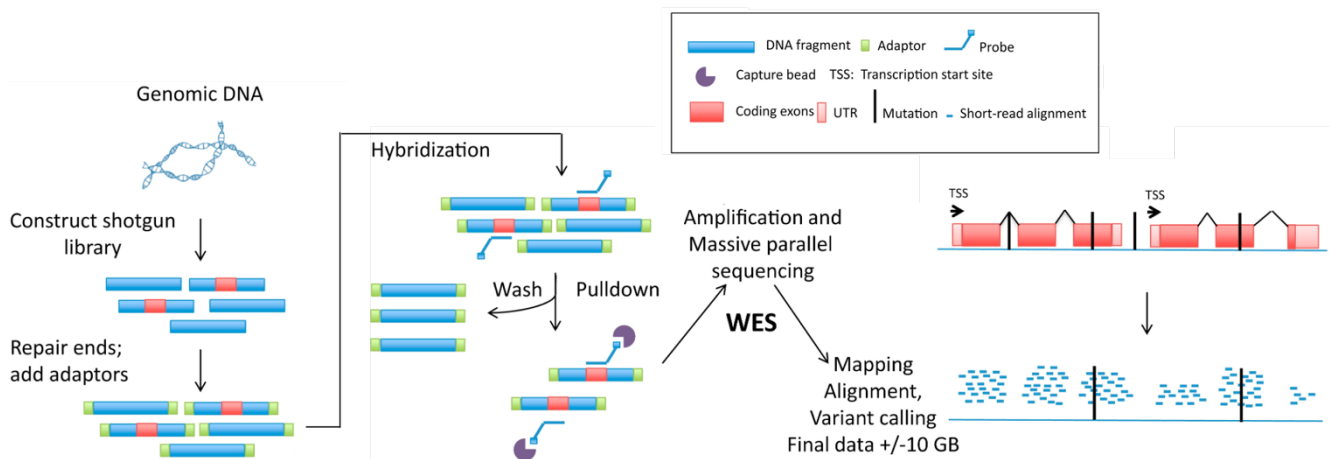 DNA fragment
Adaptor
Probe
Capture bead
TSS: Transcription start site
Coding exons
UTR
Mutation
Short-read alignment
Genomic DNA
Construct shotgun
library
Repair ends;
add adaptors
Hybridization
Wash
Pulldown
Amplification and
Massive parallel
sequencing
WES
Mapping
Alignment,
Variant calling
Final data +/-10 GB
TSS
TSS